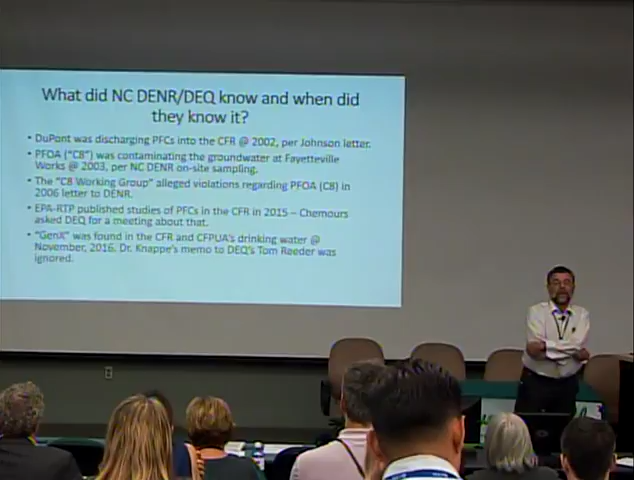 What did NC DENR/DEQ know and when did
they know it?
• DuPont was discharging PFCs into the CFR @ 2002, per Johnson letter.
• PFOA ("C8") was contaminating the groundwater at Fayetteville
Works @ 2003, per NC DENR on-site sampling.
• The "C8 Working Group" alleged violations regarding PFOA (C8) in
2006 letter to DENR.
• EPA-RTP published studies of PFCs in the CFR in 2015 – Chemours
asked DEQ for a meeting about that.
• "GenX" was found in the CFR and CFPUA's drinking water @
November, 2016. Dr. Knappe's memo to DEQ's Tom Reeder was
ignored.